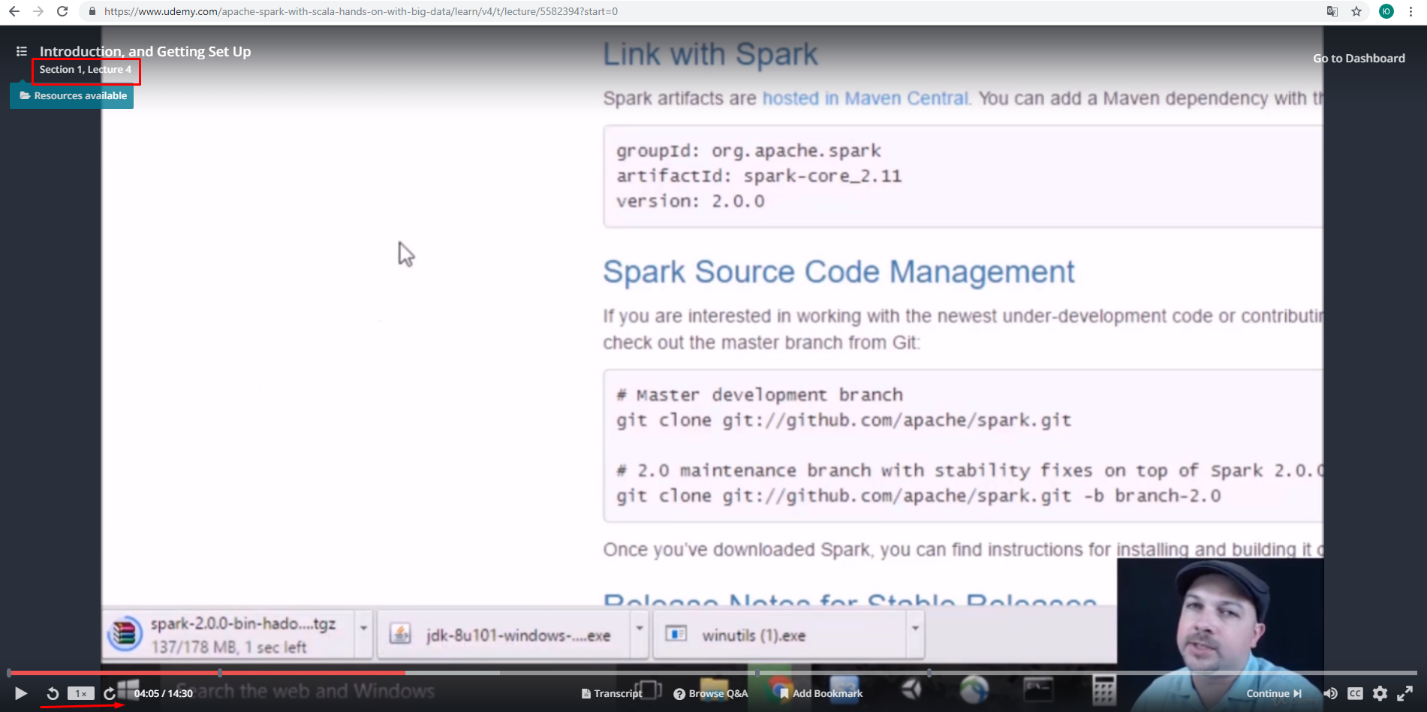 https://www.udemy.com/apache-spark-with-scala-hands-on-with-big-data/learn/v4/t/lecture/5582394?start=0
Ю
Introduction, and Getting Set Up
Section 1, Lecture 4
Go to Dashboard
Resources available
Link with Spark
Spark artifacts are hosted in Maven Central. You can add a Maven dependency with
groupId: org.apache.spark
artifactId: spark-core_2.11
version: 2.0.0
Spark Source Code Management
If you are interested in working with the newest under-development code or
check out the master branch from Git:
# Master development branch
git clone git://github.com/apache/spark.git
# 2.0 maintenance branch with stability fixes on top of Spark 2.0.0
git clone git://github.com/apache/spark.git -b branch-2.0
Once you've downloaded Spark, you can find instructions for installing and building it
Release Notes for Stable Releases
spark-2.0.0-bin-hado....tgz
137/178 MB, 1 sec left
jdk-8u101-windows-....exe
winutils (1).exe
1×
04:05 / 14:30
Search the web and Windows
Transcript
Browse Q&A
Add Bookmark
Continue
CC